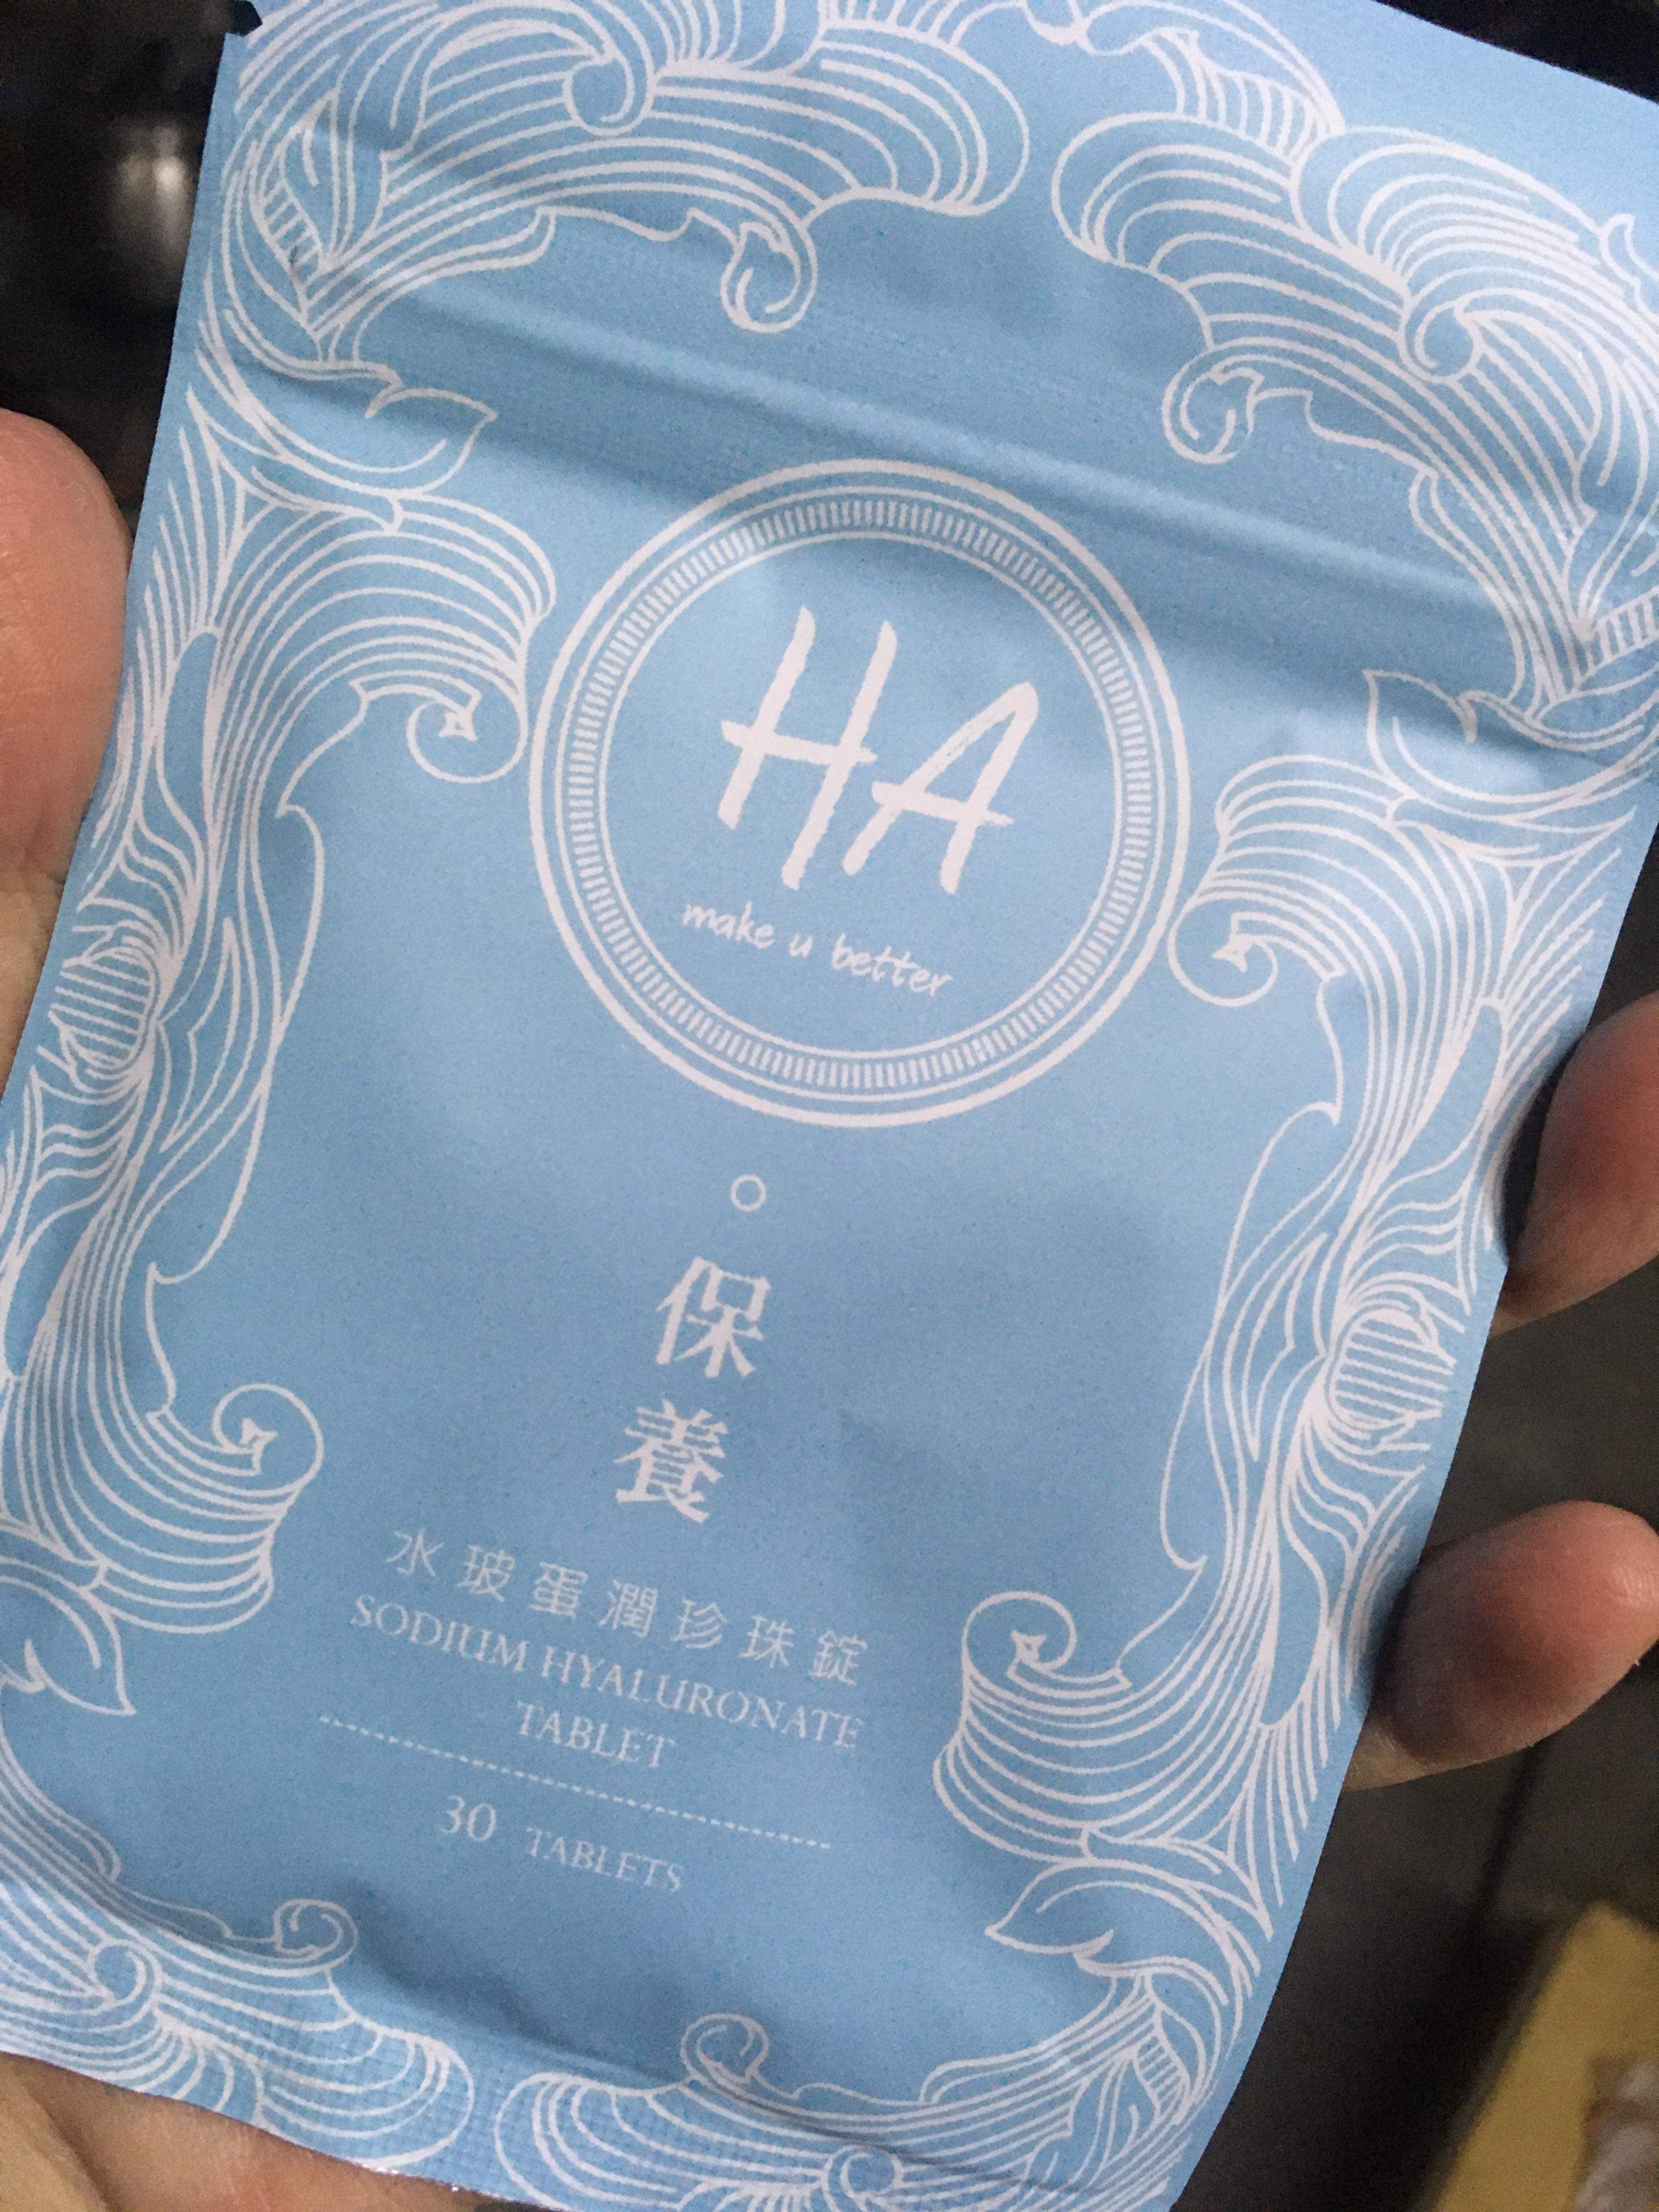 HA
make u better
保養
水玻蛋潤珍珠錠
SODIUM HYALURONATE
TABLET
30 TABLETS